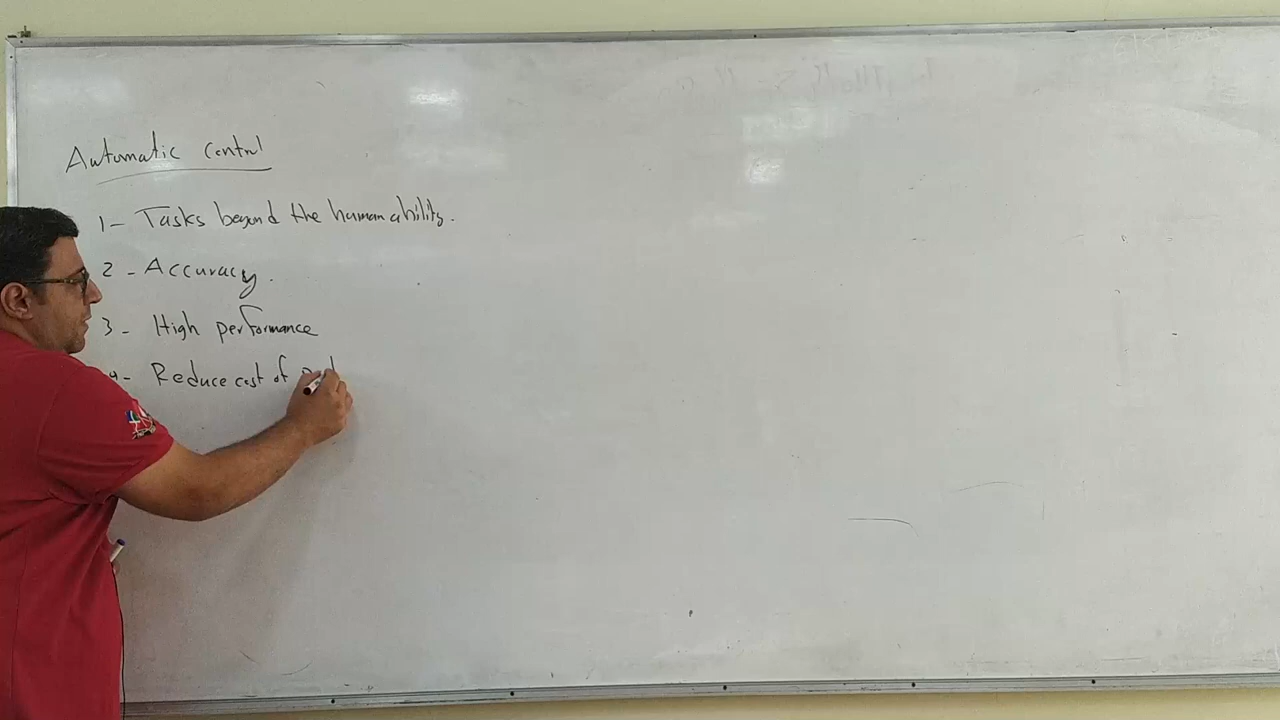 Automatic control
1- Tasks beyond the human ability.
2- Accuracy.
3- High performance
4- Reduce cost of